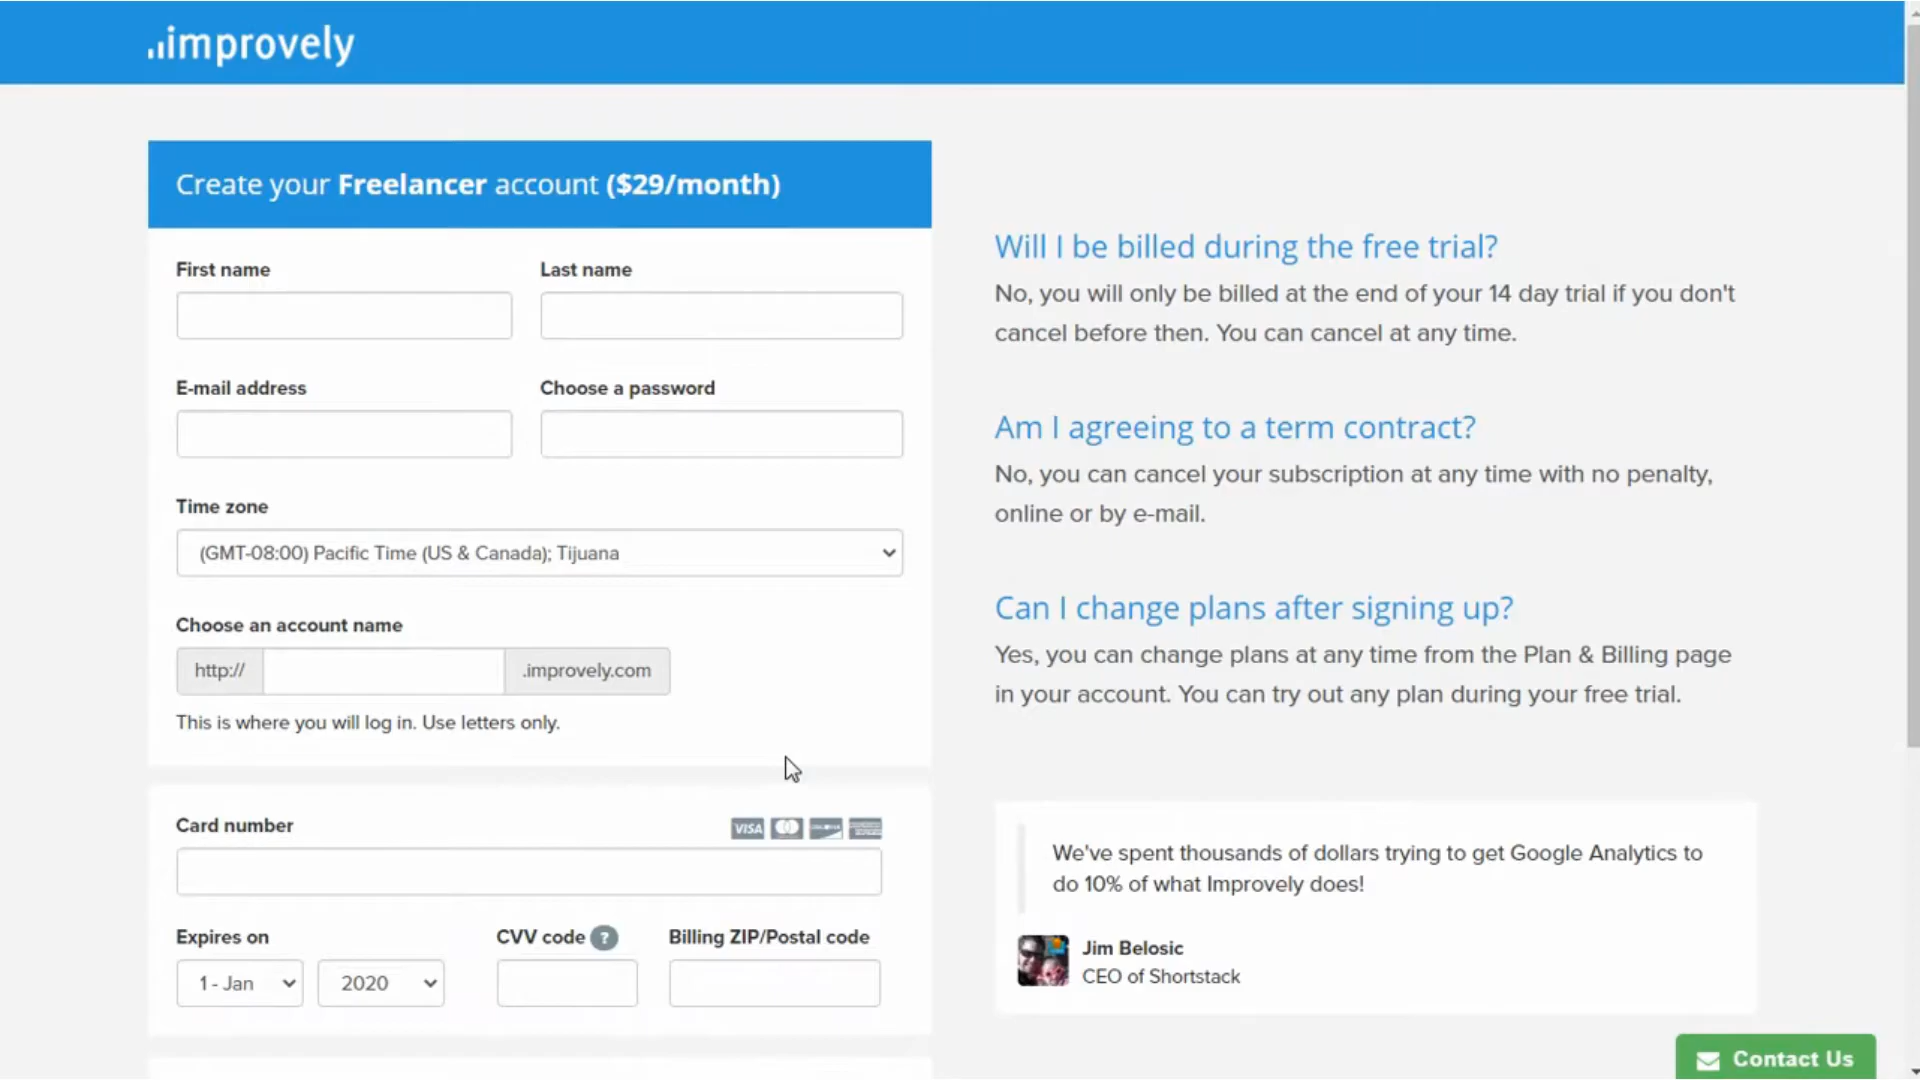 improvely
Create your Freelancer account ($29/month)
First name
Last name
E-mail address
Choose a password
Time zone
(GMT-08:00) Pacific Time (US & Canada); Tijuana
Choose an account name
http://
.improvely.com
This is where you will log in. Use letters only.
Card number
VISA
Expires on
CVV code ?
Billing ZIP/Postal code
1 - Jan
2020
Will I be billed during the free trial?
No, you will only be billed at the end of your 14 day trial if you don't
cancel before then. You can cancel at any time.
Am I agreeing to a term contract?
No, you can cancel your subscription at any time with no penalty,
online or by e-mail.
Can I change plans after signing up?
Yes, you can change plans at any time from the Plan & Billing page
in your account. You can try out any plan during your free trial.
We've spent thousands of dollars trying to get Google Analytics to
do 10% of what Improvely does!
Jim Belosic
CEO of Shortstack
Contact Us